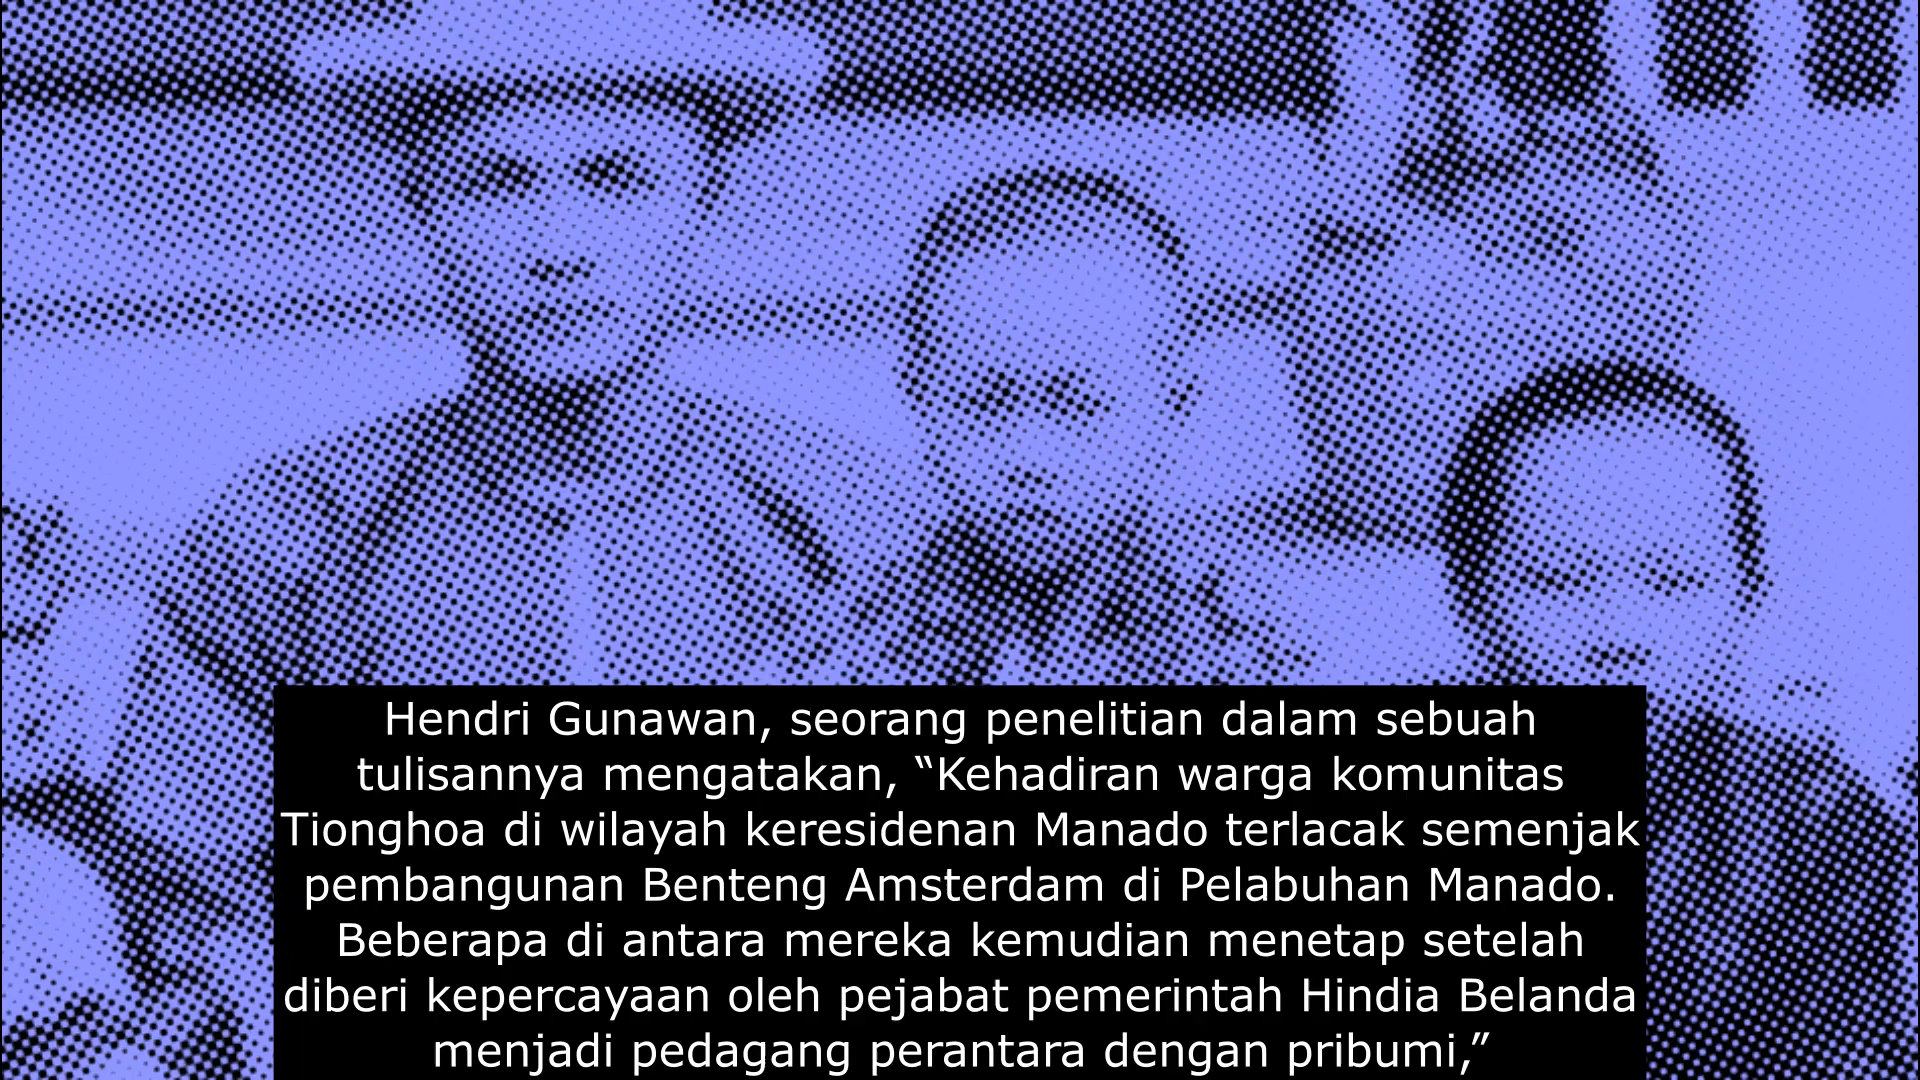 Hendri Gunawan, seorang penelitian dalam sebuah
tulisannya mengatakan, “Kehadiran warga komunitas
Tionghoa di wilayah keresidenan Manado terlacak semenjak
pembangunan Benteng Amsterdam di Pelabuhan Manado.
Beberapa di antara mereka kemudian menetap setelah
diberi kepercayaan oleh pejabat pemerintah Hindia Belanda
menjadi pedagang perantara dengan pribumi,”